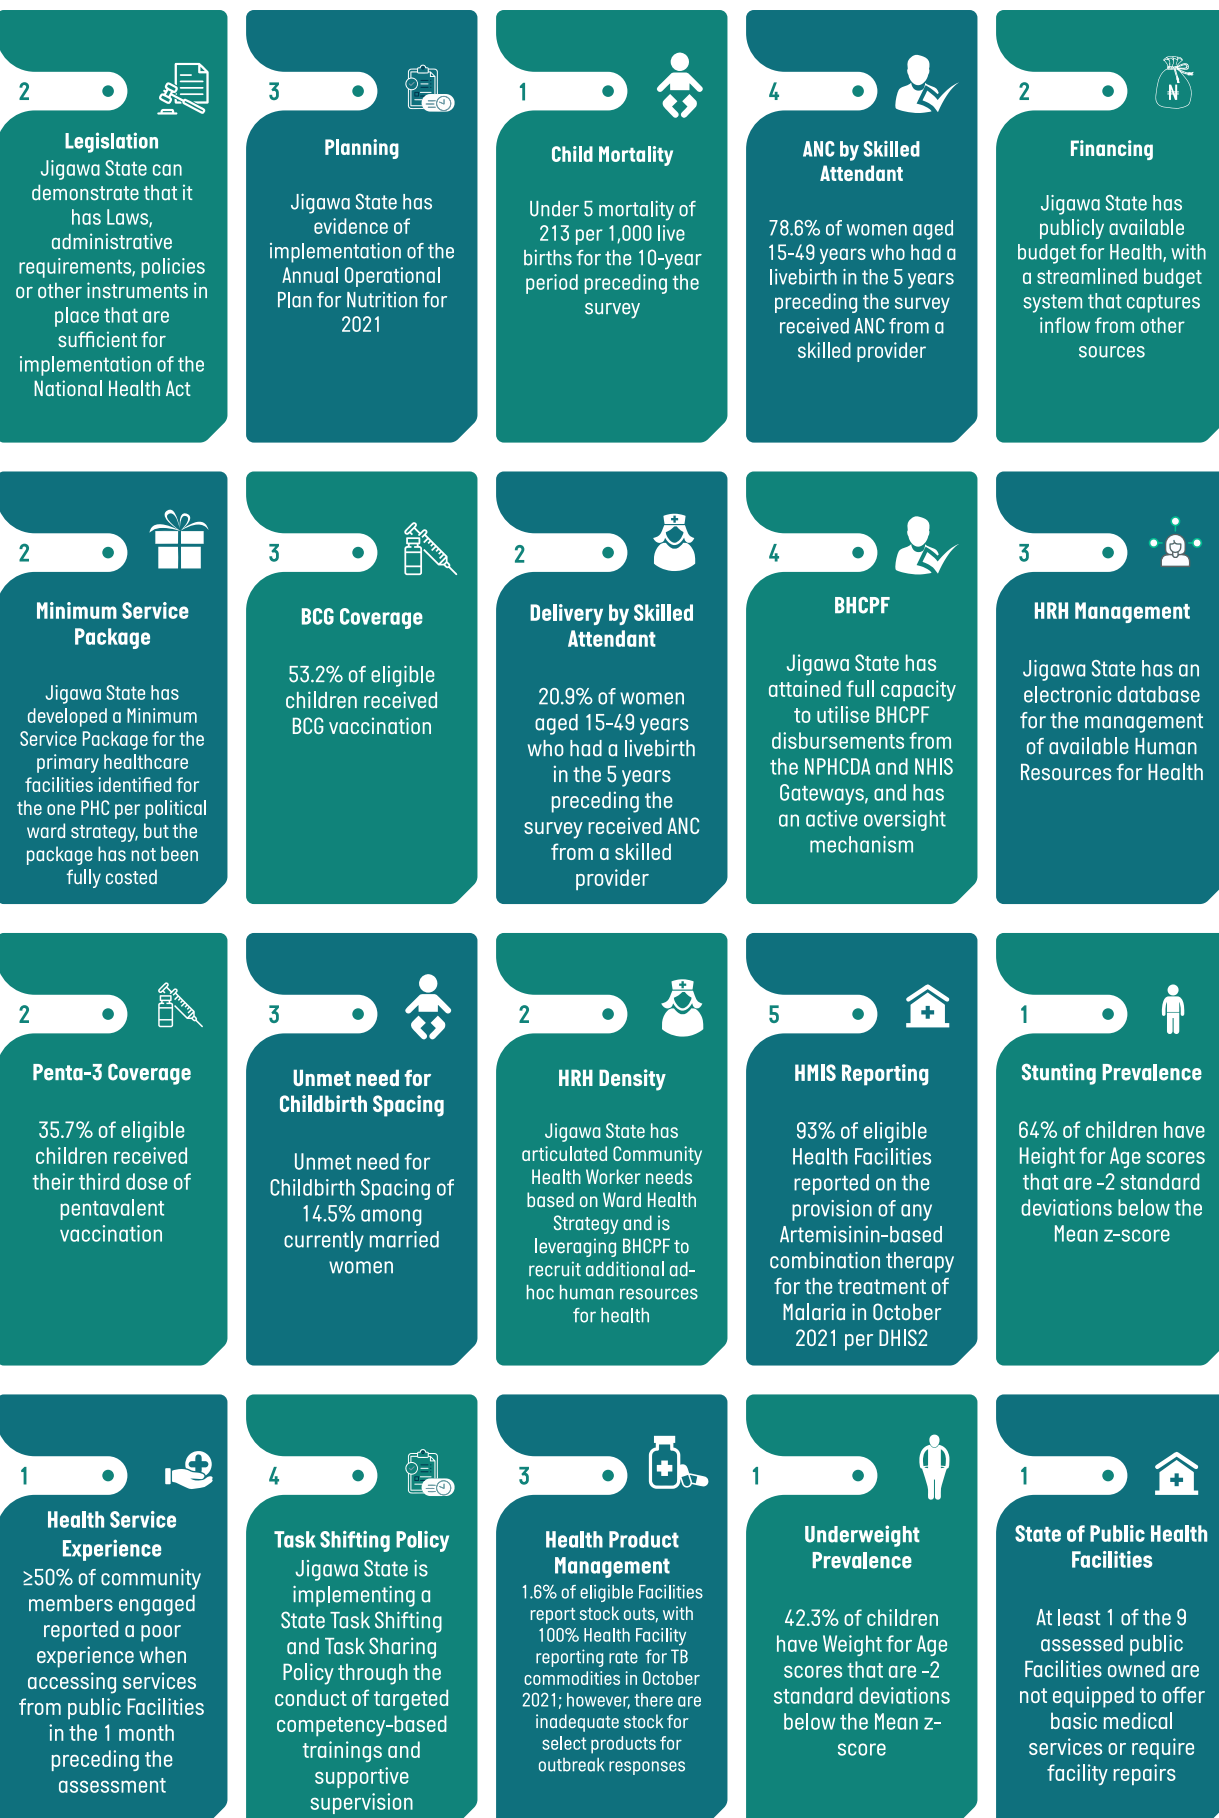 2
Legislation
Jigawa State can
demonstrate that it
has Laws,
administrative
requirements, policies
or other instruments in
place that are
sufficient for
implementation of the
National Health Act
3
Planning
Jigawa State has
evidence of
implementation of the
Annual Operational
Plan for Nutrition for
2021
1
Child Mortality
Under 5 mortality of
213 per 1,000 live
births for the 10-year
period preceding the
survey
4
ANC by Skilled
Attendant
78.6% of women aged
15-49 years who had a
livebirth in the 5 years
preceding the survey
received ANC from a
skilled provider
2
₦
Financing
Jigawa State has
publicly available
budget for Health, with
a streamlined budget
system that captures
inflow from other
sources
2
Minimum Service
Package
Jigawa State has
developed a Minimum
Service Package for the
primary healthcare
facilities identified for
the one PHC per political
ward strategy, but the
package has not been
fully costed
3
BCG Coverage
53.2% of eligible
children received
BCG vaccination
2
Delivery by Skilled
Attendant
20.9% of women
aged 15-49 years
who had a livebirth
in the 5 years
preceding the
survey received ANC
from a skilled
provider
4
BHCPF
Jigawa State has
attained full capacity
to utilise BHCPF
disbursements from
the NPHCDA and NHIS
Gateways, and has
an active oversight
mechanism
3
HRH Management
Jigawa State has an
electronic database
for the management
of available Human
Resources for Health
2
Penta-3 Coverage
35.7% of eligible
children received
their third dose of
pentavalent
vaccination
3
Unmet need for
Childbirth Spacing
Unmet need for
Childbirth Spacing of
14.5% among
currently married
women
2
HRH Density
Jigawa State has
articulated Community
Health Worker needs
based on Ward Health
Strategy and is
leveraging BHCPF to
recruit additional ad-
hoc human resources
for health
5
HMIS Reporting
93% of eligible
Health Facilities
reported on the
provision of any
Artemisinin-based
combination therapy
for the treatment of
Malaria in October
2021 per DHIS2
1
Stunting Prevalence
64% of children have
Height for Age scores
that are -2 standard
deviations below the
Mean z-score
1
Health Service
Experience
≥50% of community
members engaged
reported a poor
experience when
accessing services
from public Facilities
in the 1 month
preceding the
assessment
4
Task Shifting Policy
Jigawa State is
implementing a
State Task Shifting
and Task Sharing
Policy through the
conduct of targeted
competency-based
trainings and
supportive
supervision
3
Health Product
Management
1.6% of eligible Facilities
report stock outs, with
100% Health Facility
reporting rate for TB
commodities in October
2021; however, there are
inadequate stock for
select products for
outbreak responses
1
Underweight
Prevalence
42.3% of children
have Weight for Age
scores that are -2
standard deviations
below the Mean z-
score
1
State of Public Health
Facilities
At least 1 of the 9
assessed public
Facilities owned are
not equipped to offer
basic medical
services or require
facility repairs